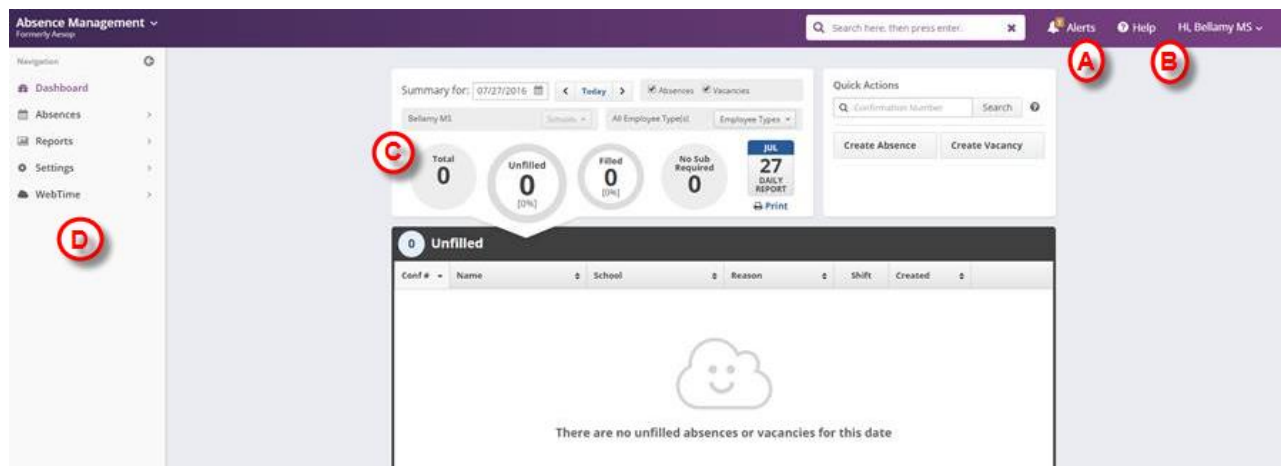 Absence Management
Formerly Aesop
Search here, then press enter.
Alerts
Help
Hi, Bellamy MS
A
B
Navigation
Dashboard
Absences
Reports
Settings
WebTime
D
Summary for: 07/27/2016 Today Absences Vacancies
Bellamy MS Schools All Employee Type(s) Employee Types
C
Total
0
Unfilled
0
[0%]
Filled
0
[0%]
No Sub
Required
0
JUL
27
DAILY
REPORT
Print
Quick Actions
Confirmation Number Search
Create Absence Create Vacancy
0 Unfilled
Conf # Name School Reason Shift Created
There are no unfilled absences or vacancies for this date